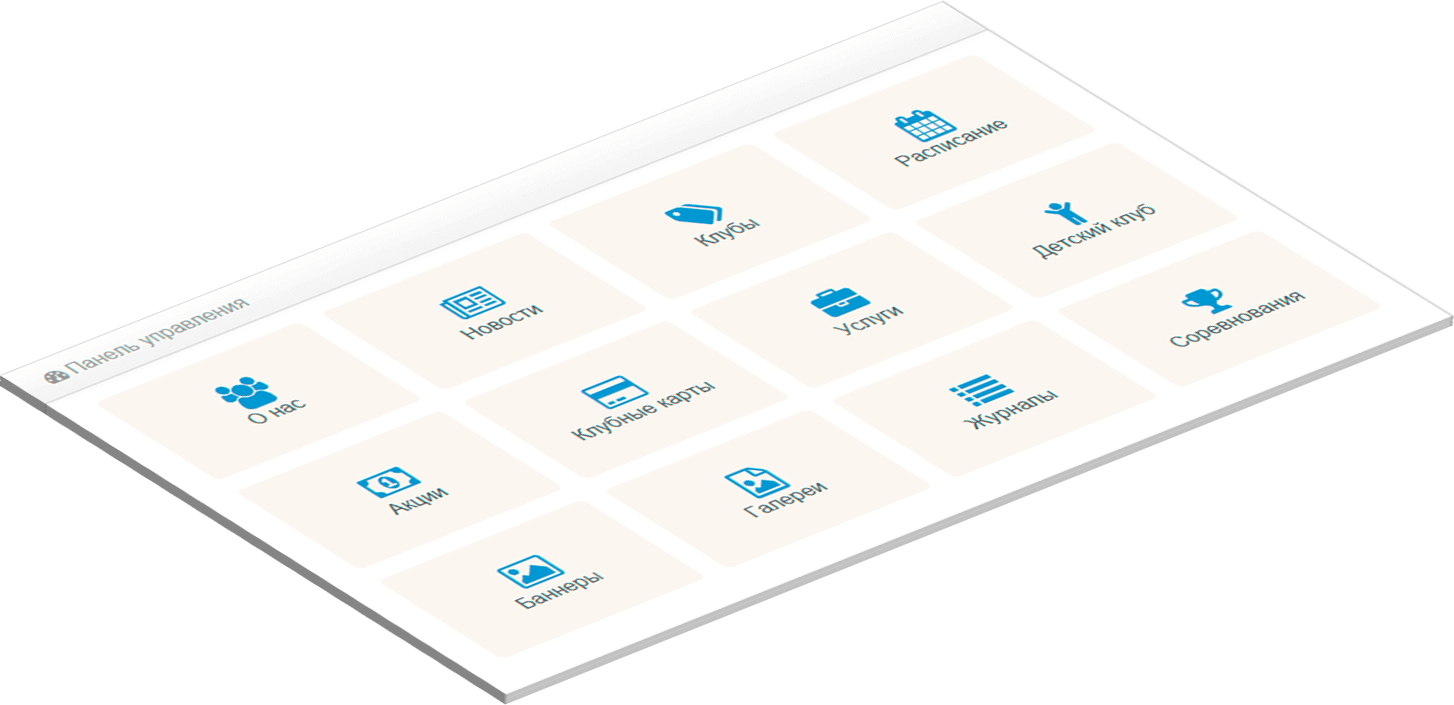 Панель управления
О нас
Новости
Клубы
Расписание
Акции
Клубные карты
Услуги
Детский клуб
Баннеры
Галереи
Журналы
Соревнования